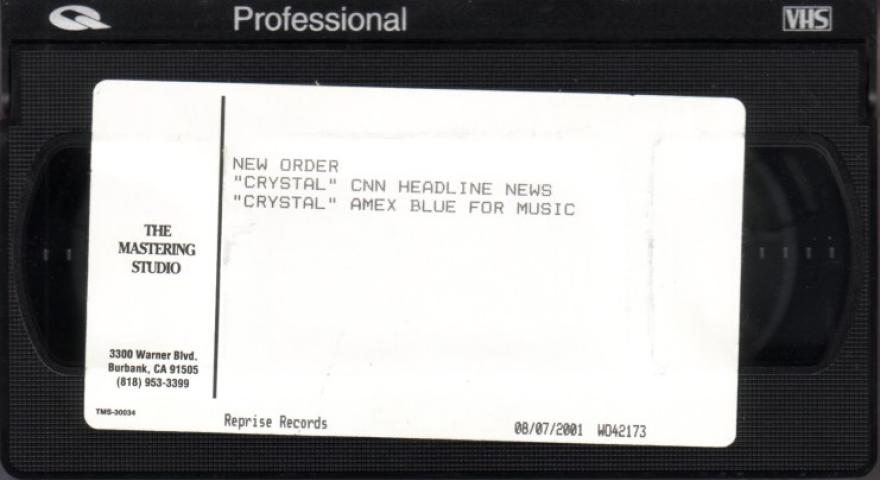 Professional
VHS
NEW ORDER
"CRYSTAL" CNN HEADLINE NEWS
"CRYSTAL" AMEX BLUE FOR MUSIC
THE
MASTERING
STUDIO
3300 Warner Blvd.
Burbank, CA 91505
(818) 953-3399
TMS-30034
Reprise Records
08/07/2001 WO42173